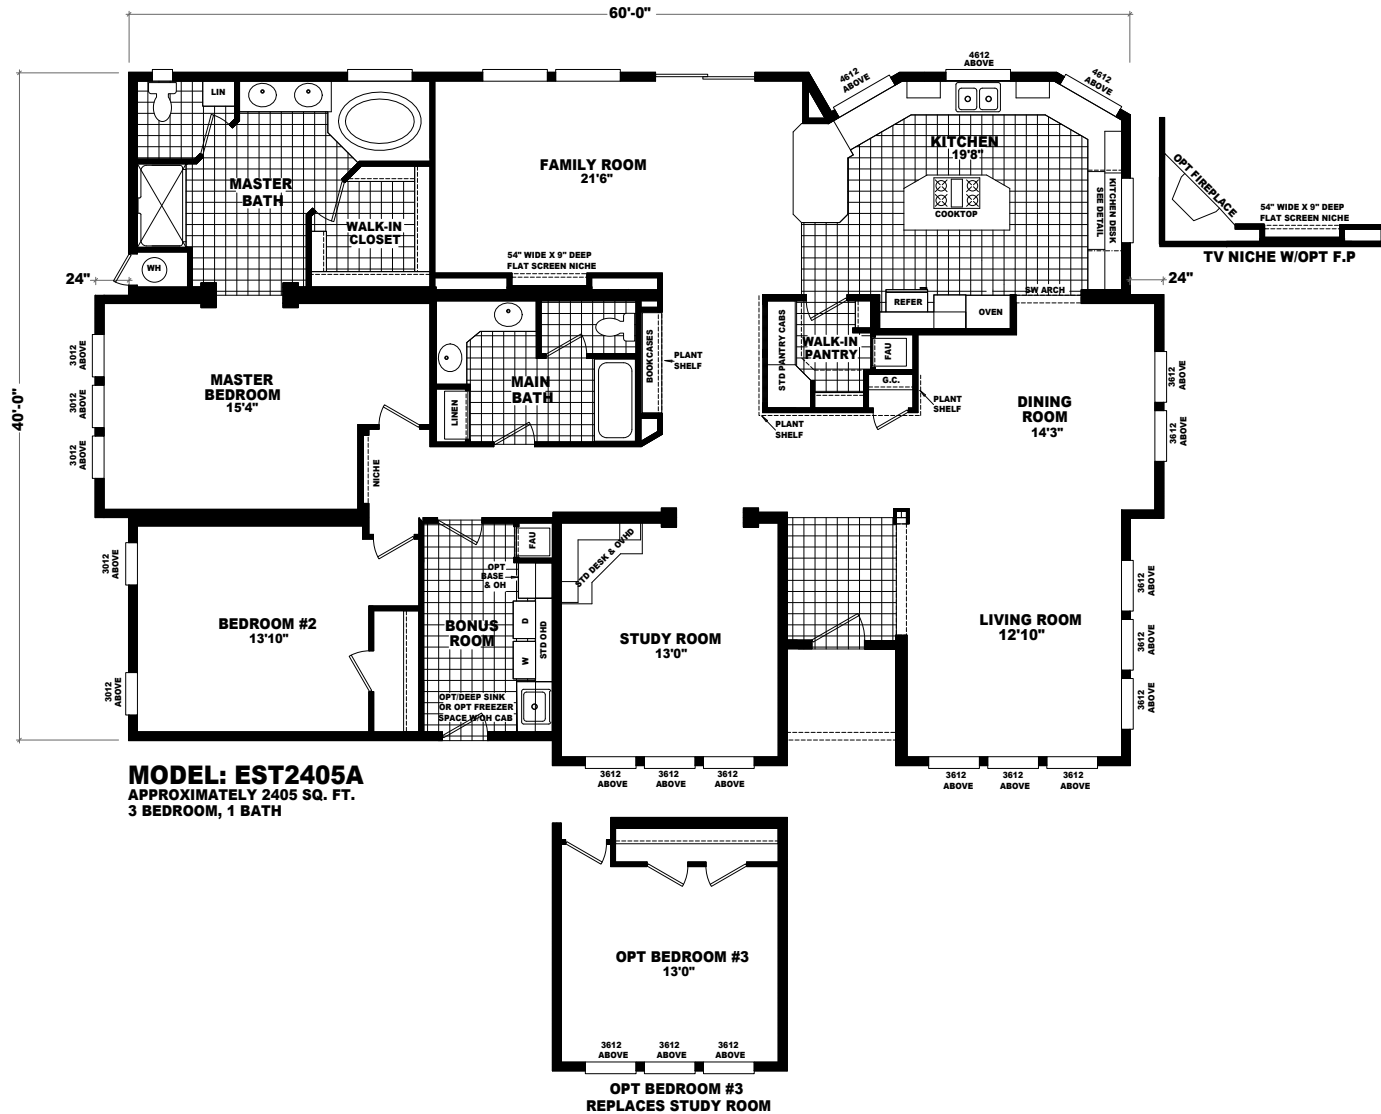 60'-0"
40'-0"
24"
24"
LIN
MASTER
BATH
WALK-IN
CLOSET
WH
FAMILY ROOM
21'6"
54" WIDE X 9" DEEP
FLAT SCREEN NICHE
4612
ABOVE
4612
ABOVE
4612
ABOVE
KITCHEN
19'8"
COOKTOP
KITCHEN DESK
SEE DETAIL
SW ARCH
REFER
OVEN
OPT FIREPLACE
54" WIDE X 9" DEEP
FLAT SCREEN NICHE
TV NICHE W/OPT F.P
3012
ABOVE
3012
ABOVE
3012
ABOVE
MASTER
BEDROOM
15'4"
MAIN
BATH
LINEN
BOOKCASES
PLANT
SHELF
STD PANTRY CABS
WALK-IN
PANTRY
FAU
G.C.
PLANT
SHELF
PLANT
SHELF
DINING
ROOM
14'3"
3612
ABOVE
3612
ABOVE
NICHE
3012
ABOVE
3012
ABOVE
BEDROOM #2
13'10"
FAU
OPT
BASE
& OH
BONUS
ROOM
D
W
STD OHD
OPT/DEEP SINK
OR OPT FREEZER
SPACE W/OH CAB
STD DESK & OVHD
STUDY ROOM
13'0"
LIVING ROOM
12'10"
3612
ABOVE
3612
ABOVE
3612
ABOVE
3612
ABOVE
3612
ABOVE
3612
ABOVE
3612
ABOVE
3612
ABOVE
3612
ABOVE
MODEL: EST2405A
APPROXIMATELY 2405 SQ. FT.
3 BEDROOM, 1 BATH
OPT BEDROOM #3
13'0"
3612
ABOVE
3612
ABOVE
3612
ABOVE
OPT BEDROOM #3
REPLACES STUDY ROOM